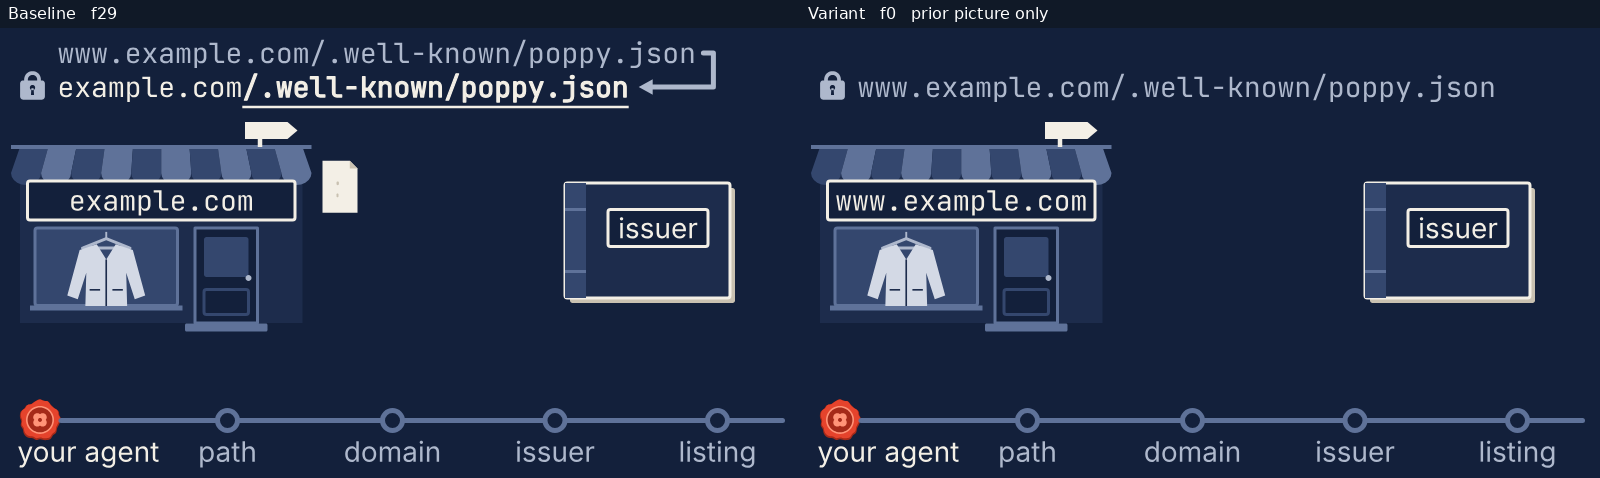 Baseline f29
www.example.com/.well-known/poppy.json
example.com/.well-known/poppy.json
example.com
issuer
your agent path domain issuer listing
Variant f0 prior picture only
www.example.com/.well-known/poppy.json
www.example.com
issuer
your agent path domain issuer listing